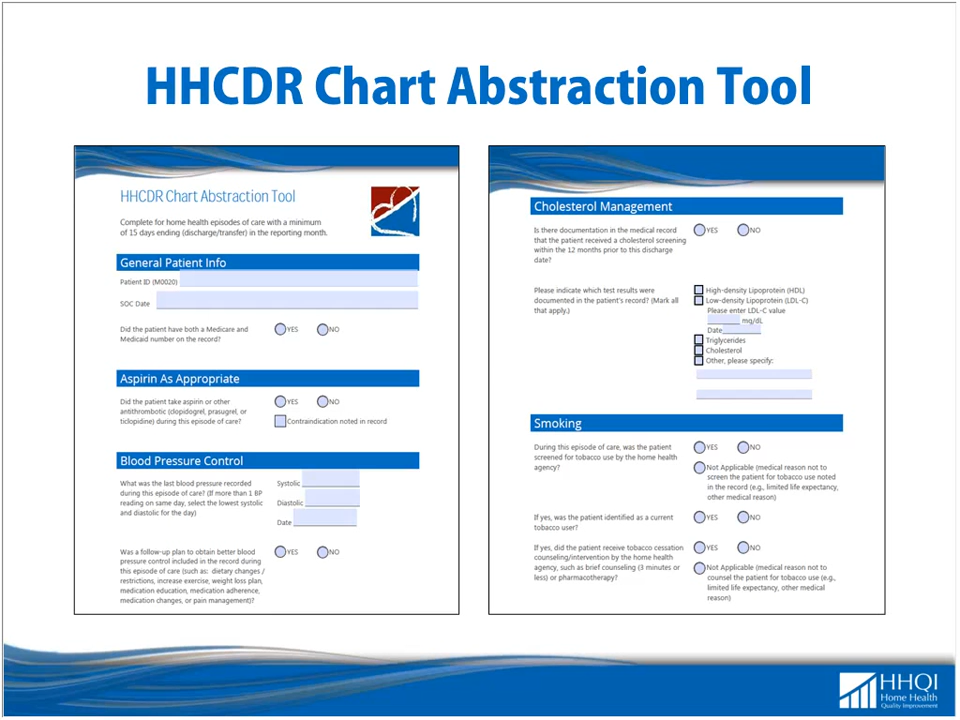 HHCDR Chart Abstraction Tool
HHCDR Chart Abstraction Tool
Complete for home health episodes of care with a minimum
of 15 days ending (discharge/transfer) in the reporting month.
General Patient Info
Patient ID (M0020)
SOC Date
Did the patient have both a Medicare and
Medicaid number on the record?
YES NO
Aspirin As Appropriate
Did the patient take aspirin or other
antithrombotic (clopidogrel, prasugrel, or
ticlopidine) during this episode of care?
YES NO
Contraindication noted in record
Blood Pressure Control
What was the last blood pressure recorded
during this episode of care? (If more than 1 BP
reading on same day, select the lowest systolic
and diastolic for the day)
Systolic
Diastolic
Date
Was a follow-up plan to obtain better blood
pressure control included in the record during
this episode of care (such as: dietary changes /
restrictions, increase exercise, weight loss plan,
medication education, medication adherence,
medication changes, or pain management)?
YES NO
Cholesterol Management
Is there documentation in the medical record
that the patient received a cholesterol screening
within the 12 months prior to this discharge
date?
YES NO
Please indicate which test results were
documented in the patient's record? (Mark all
that apply.)
High-density Lipoprotein (HDL)
Low-density Lipoprotein (LDL-C)
Please enter LDL-C value
mg/dL
Date
Triglycerides
Cholesterol
Other, please specify:
Smoking
During this episode of care, was the patient
screened for tobacco use by the home health
agency?
YES NO
Not Applicable (medical reason not to
screen the patient for tobacco use noted
in the record (e.g., limited life expectancy,
other medical reason)
If yes, was the patient identified as a current
tobacco user?
YES NO
If yes, did the patient receive tobacco cessation
counseling/intervention by the home health
agency, such as brief counseling (3 minutes or
less) or pharmacotherapy?
YES NO
Not Applicable (medical reason not to
counsel the patient for tobacco use (e.g.,
limited life expectancy, other medical
reason)
HHQI
Home Health
Quality Improvement